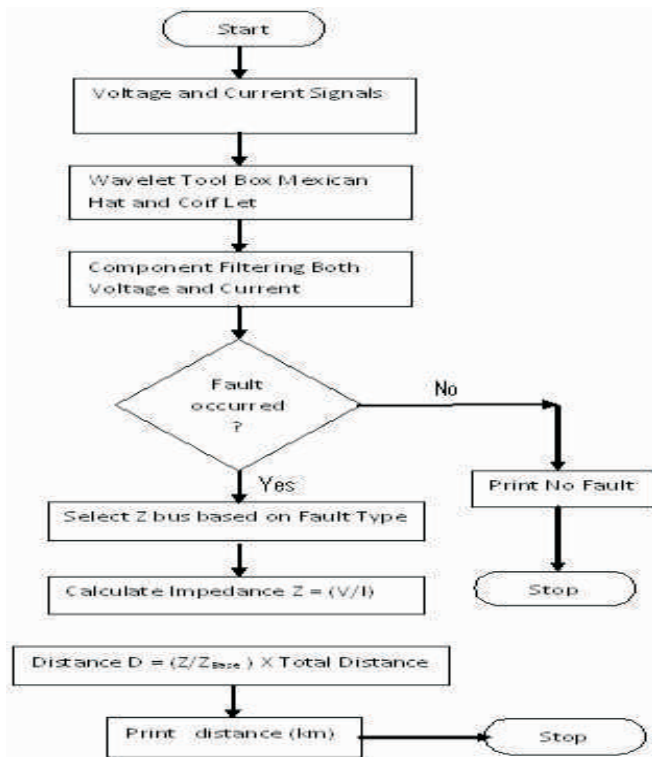 Start
Voltage and Current Signals
Wavelet Tool Box Mexican
Hat and Coif Let
Component Filtering Both
Voltage and Current
Fault
occurred
?
No
Yes
Print No Fault
Select Z bus based on Fault Type
Stop
Calculate Impedance Z = (V/I)
Distance D = (Z/ZBase ) X Total Distance
Print distance (km)
Stop